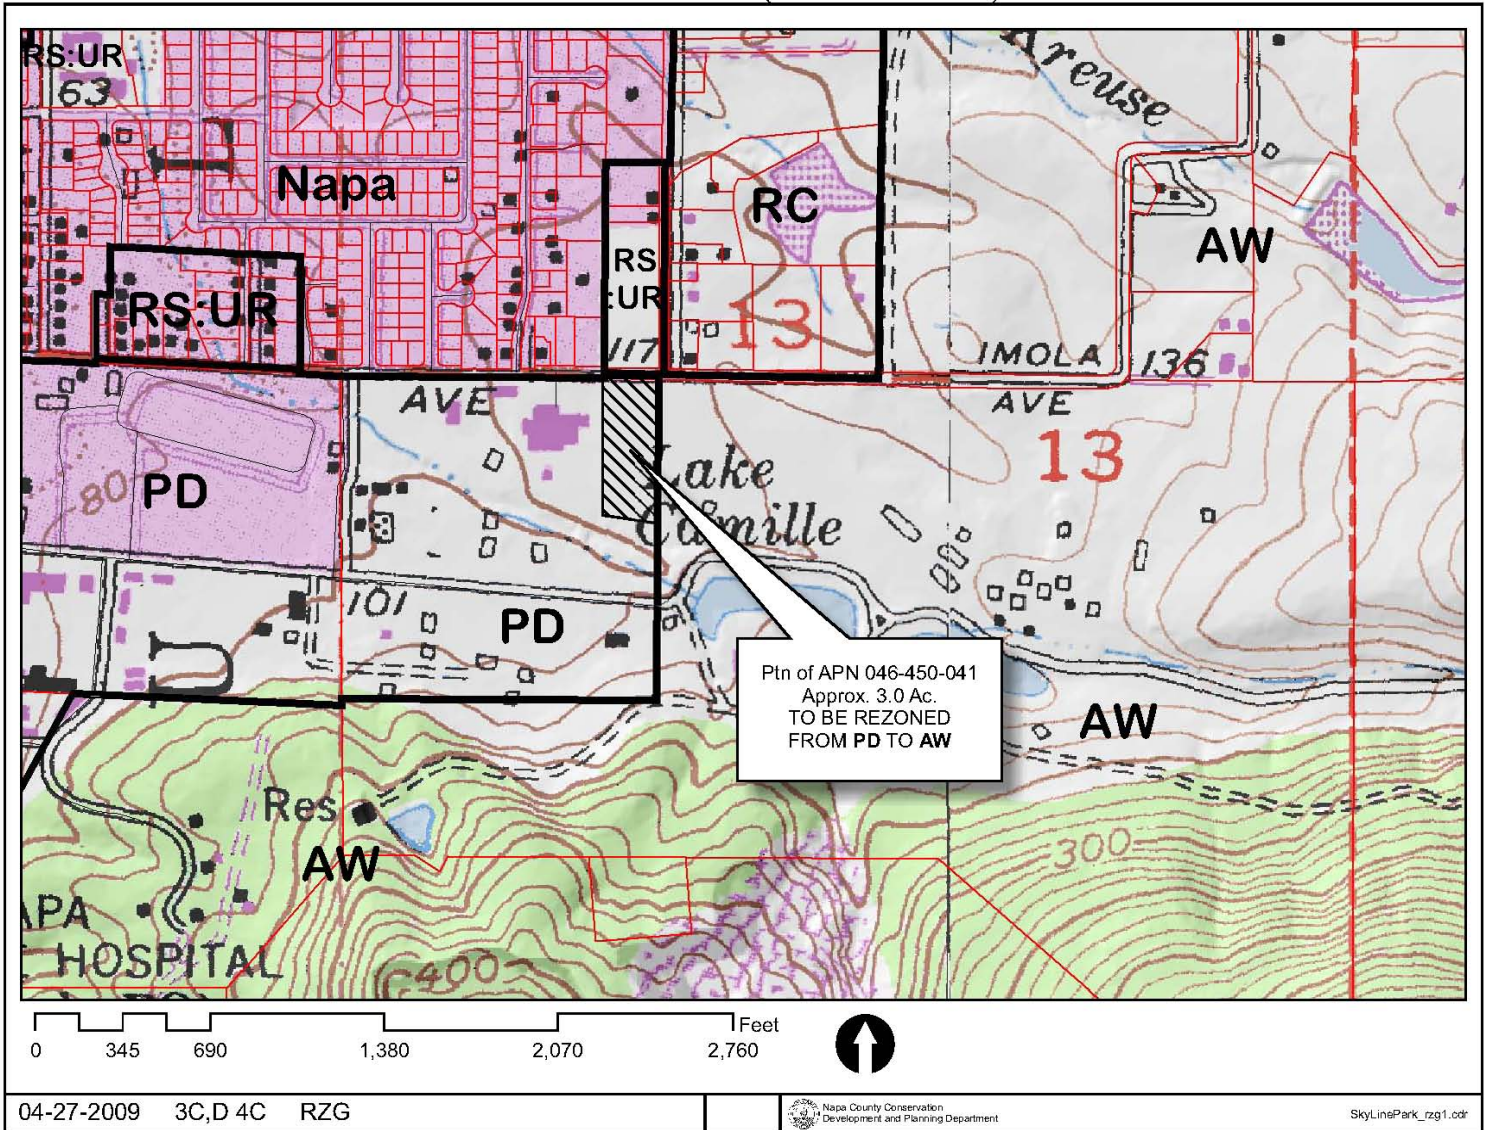 RS:UR
63
Kreuse
Napa
RC
AW
RS
:UR
RS:UR
13
117
IMOLA
136
AVE
AVE
13
80
PD
Lake
Camille
101
PD
U
Ptn of APN 046-450-041
Approx. 3.0 Ac.
TO BE REZONED
FROM PD TO AW
AW
Res
AW
300
APA
HOSPITAL
400
Feet
0 345 690 1,380 2,070 2,760
04-27-2009 3C,D 4C RZG
Napa County Conservation
Development and Planning Department
SkyLinePark_rzg1.cdr